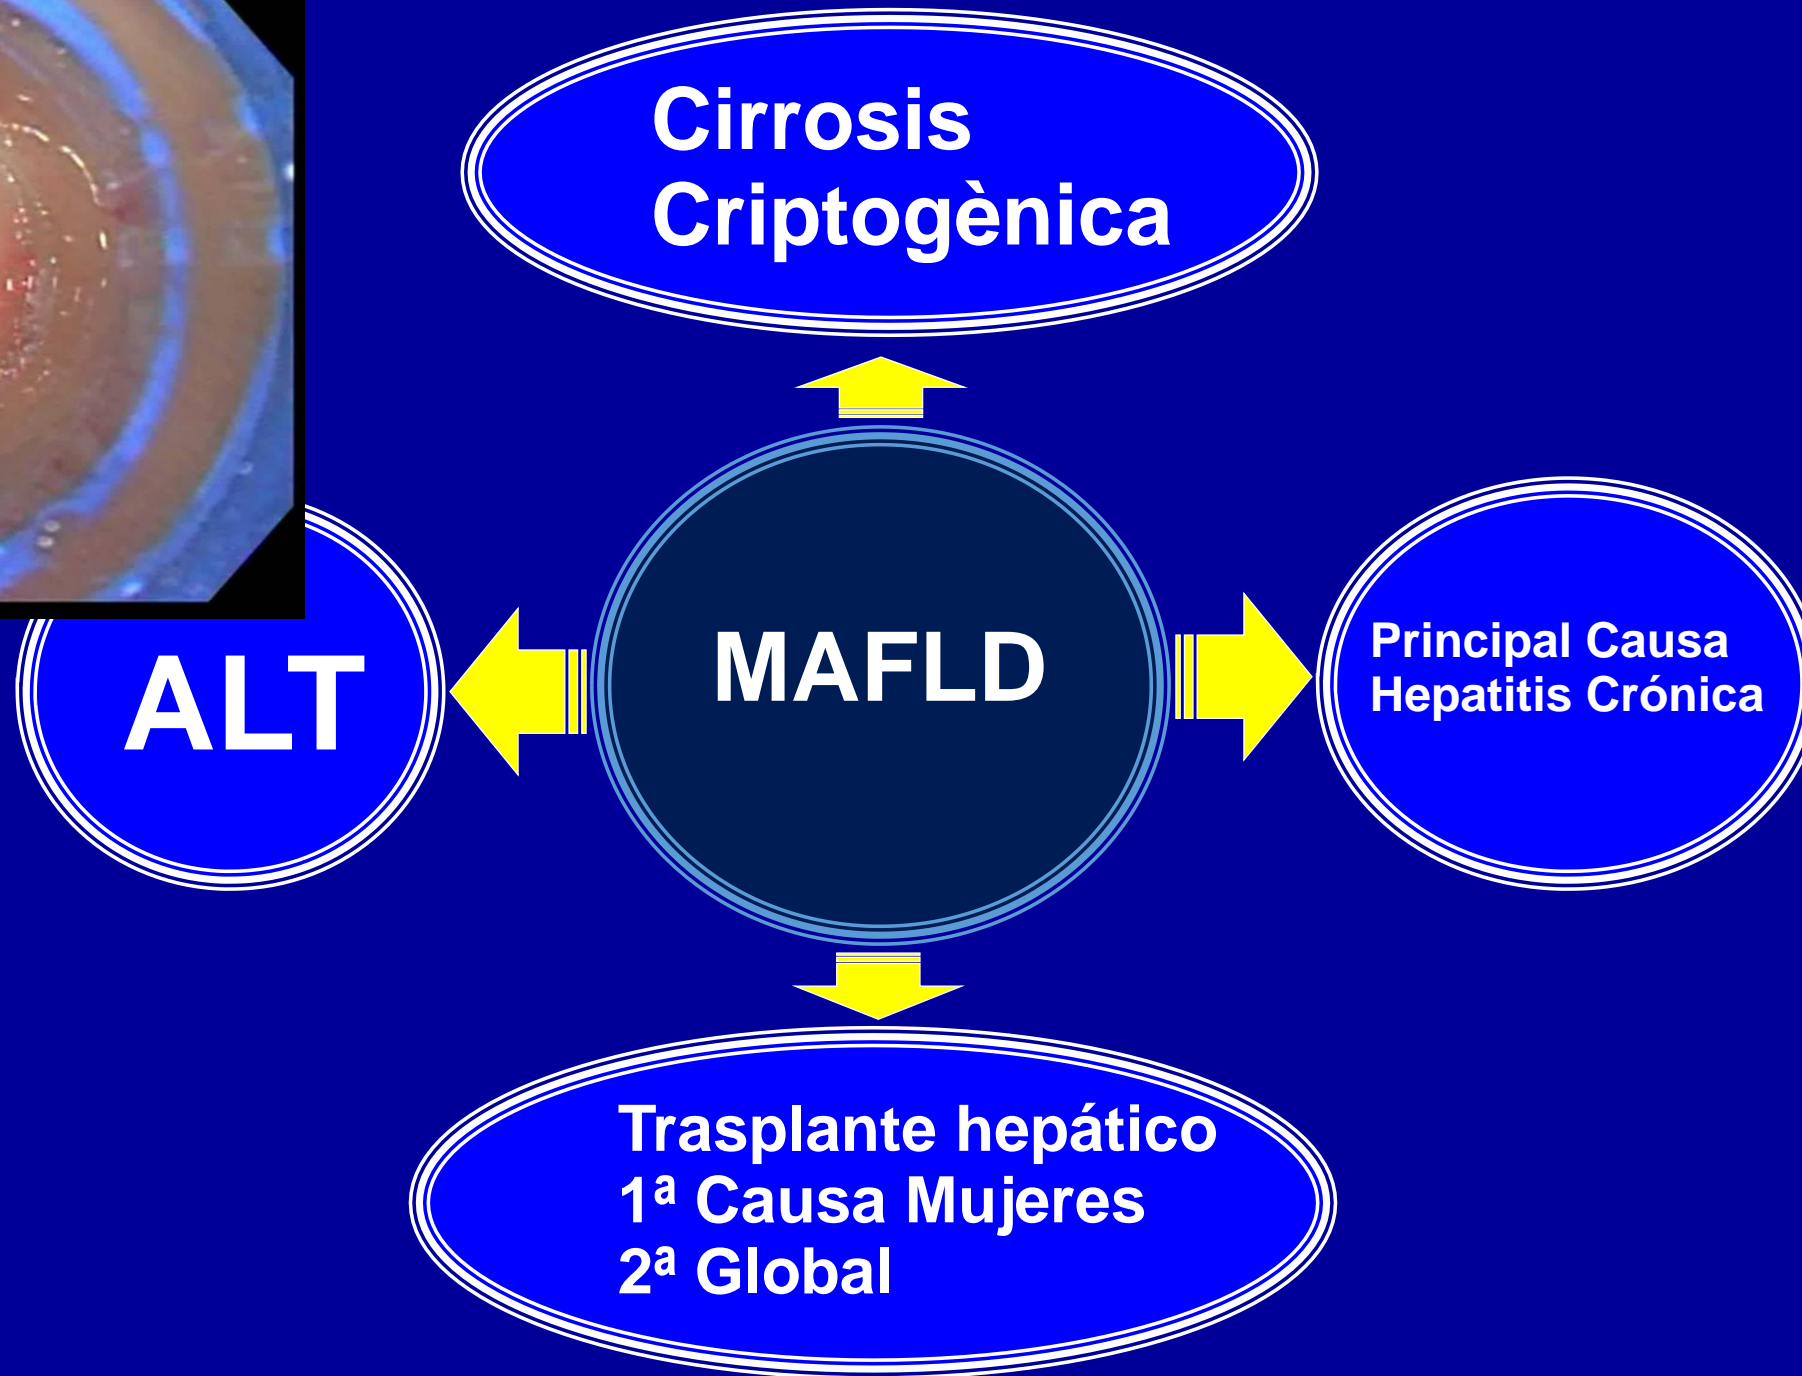 Cirrosis
Criptogènica
ALT
MAFLD
Principal Causa
Hepatitis Crónica
Trasplante hepático
1ª Causa Mujeres
2ª Global